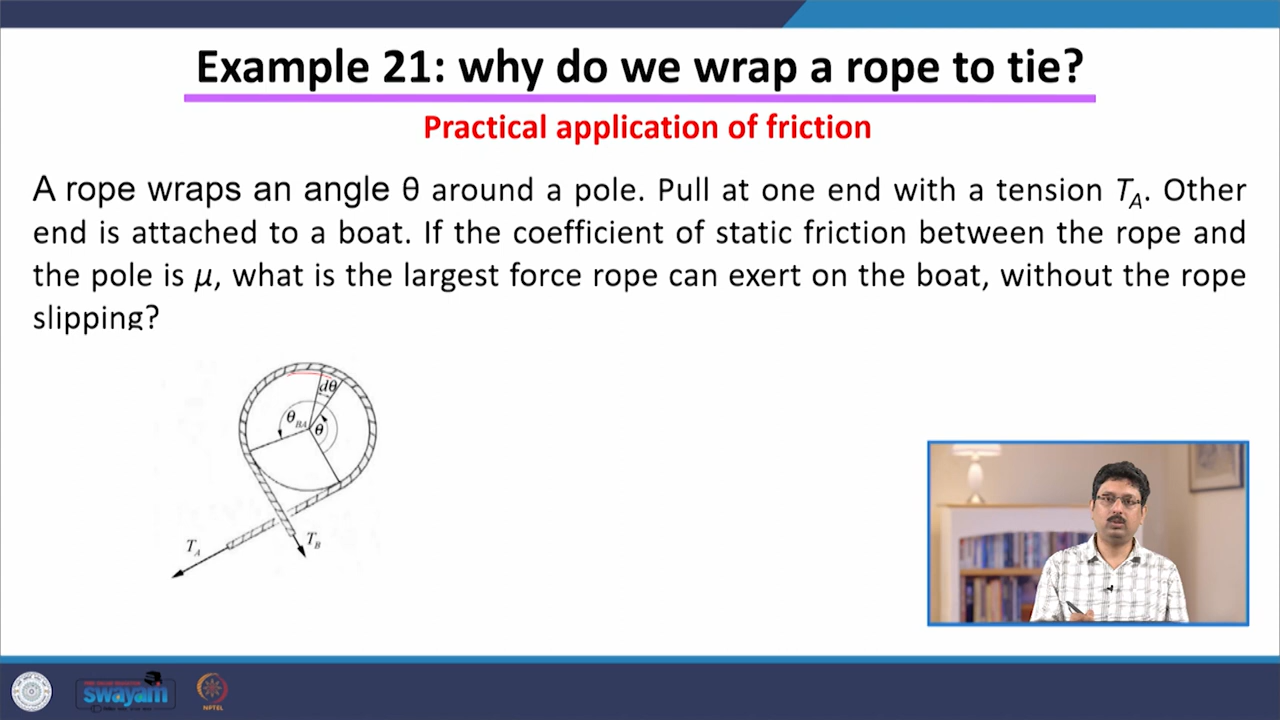 Example 21: why do we wrap a rope to tie?
Practical application of friction
A rope wraps an angle θ around a pole. Pull at one end with a tension T_A. Other
end is attached to a boat. If the coefficient of static friction between the rope and
the pole is μ, what is the largest force rope can exert on the boat, without the rope
slipping?
dθ
θ_BA
θ
T_A
T_B
swayam
NPTEL